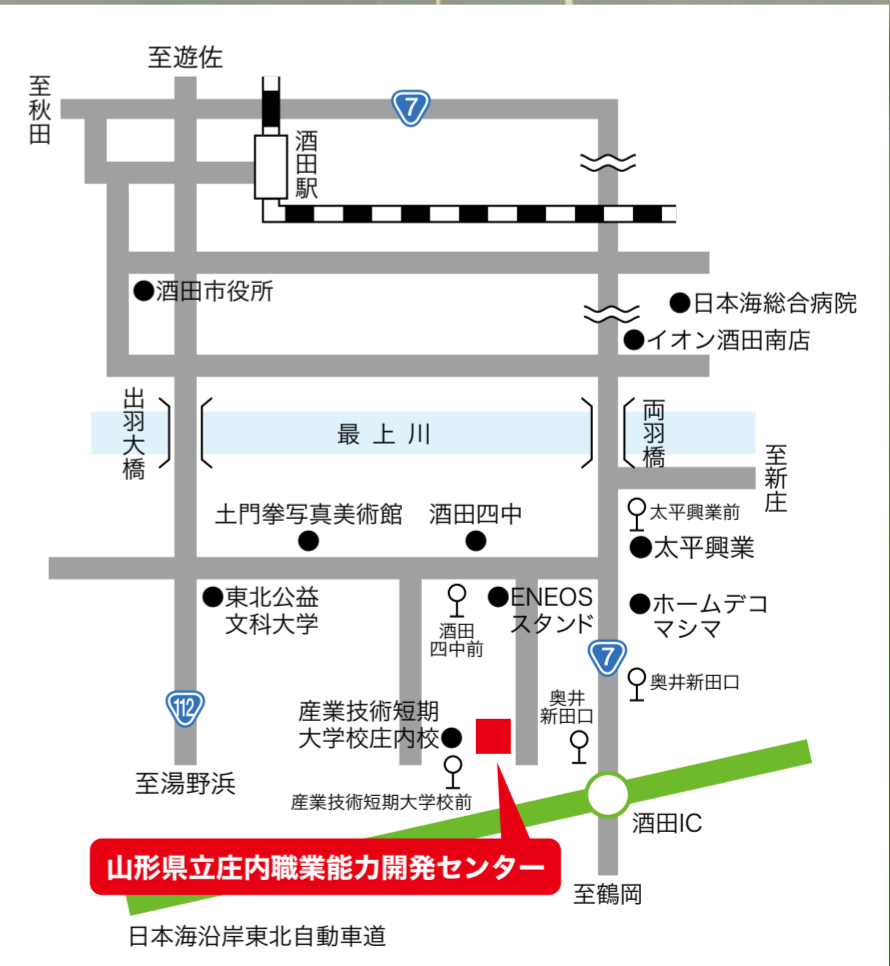 至遊佐
至秋田
7
酒田駅
酒田市役所
日本海総合病院
イオン酒田南店
出羽大橋
最上川
両羽橋
至新庄
土門拳写真美術館
酒田四中
太平興業前
太平興業
東北公益
文科大学
酒田
四中前
ENEOS
スタンド
ホームデコ
マシマ
7
奥井新田口
奥井
新田口
112
産業技術短期
大学校庄内校
至湯野浜
産業技術短期大学校前
酒田IC
山形県立庄内職業能力開発センター
至鶴岡
日本海沿岸東北自動車道